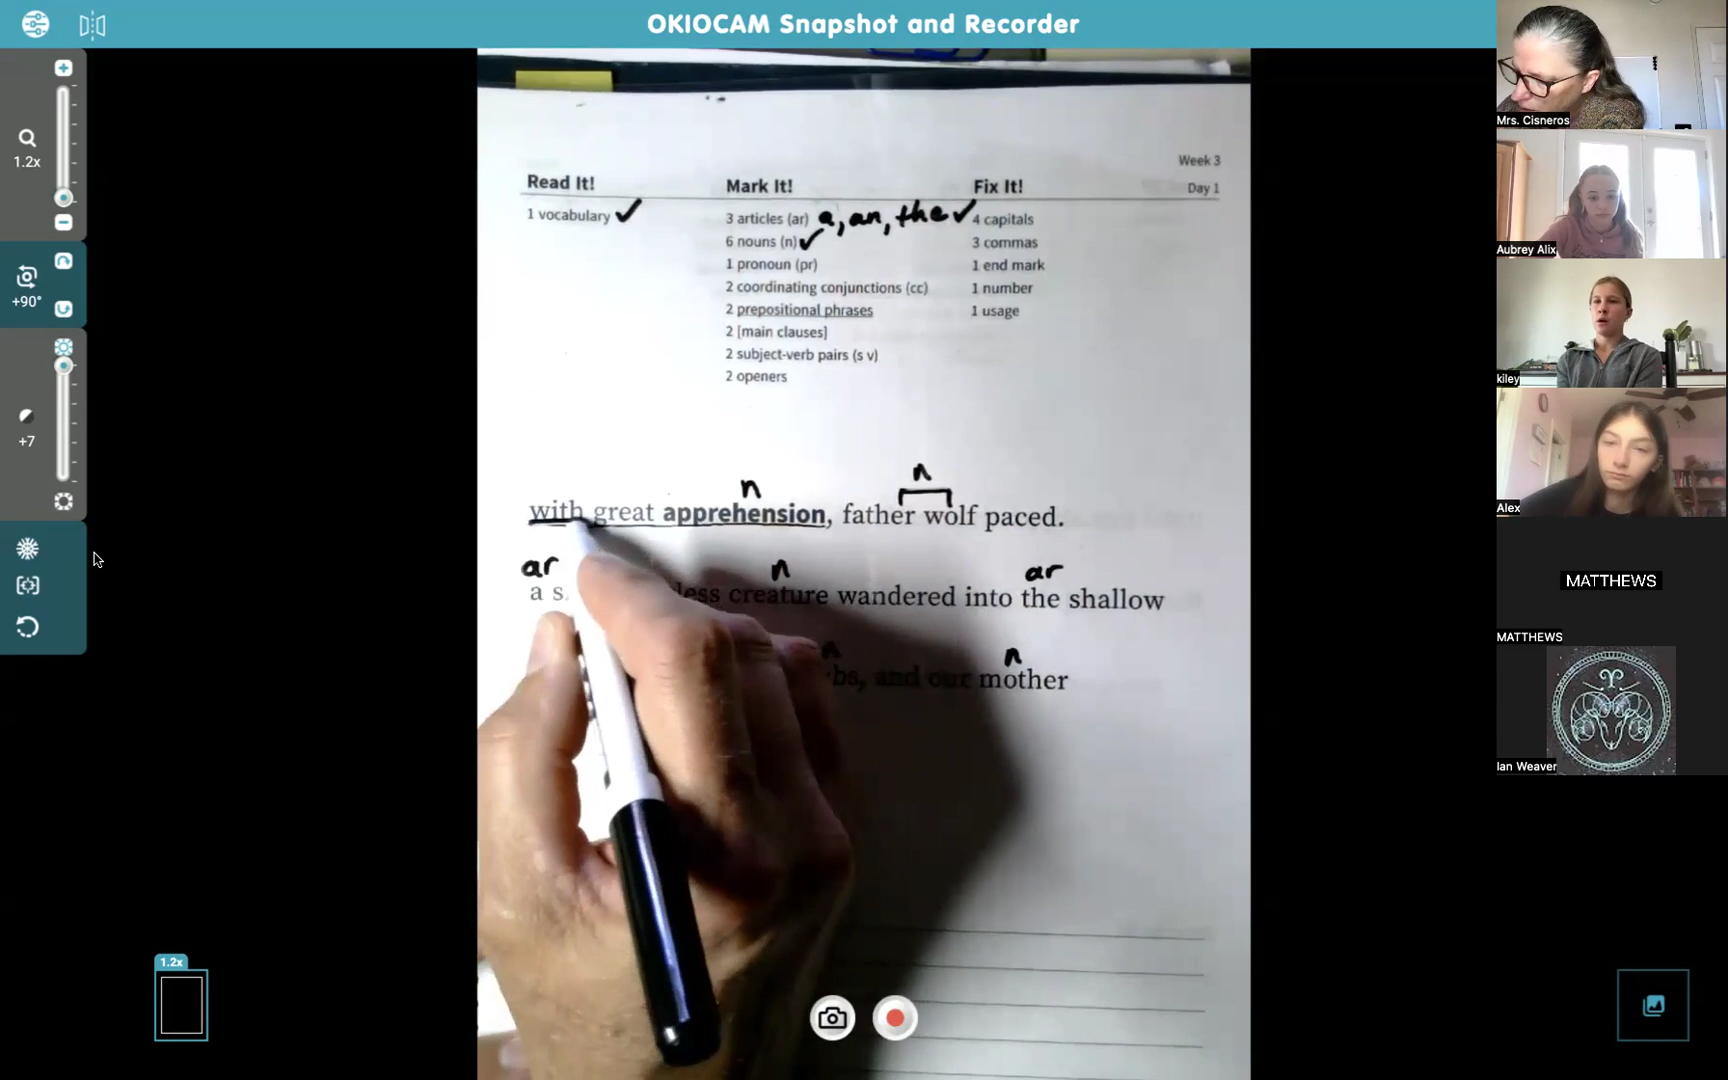 OKIOCAM Snapshot and Recorder
1.2x
+90°
+7
1.2x
Week 3
Day 1
Read It!
1 vocabulary ✓
Mark It!
3 articles (ar) a, an, the ✓
6 nouns (n) ✓
1 pronoun (pr)
2 coordinating conjunctions (cc)
2 prepositional phrases
2 [main clauses]
2 subject-verb pairs (s v)
2 openers
Fix It!
4 capitals
3 commas
1 end mark
1 number
1 usage
n n
with great apprehension, father wolf paced.
ar n ar
a less creature wandered into the shallow
n n
bs, and our mother
Mrs. Cisneros
Aubrey Alix
kiley
Alex
MATTHEWS
MATTHEWS
Ian Weaver